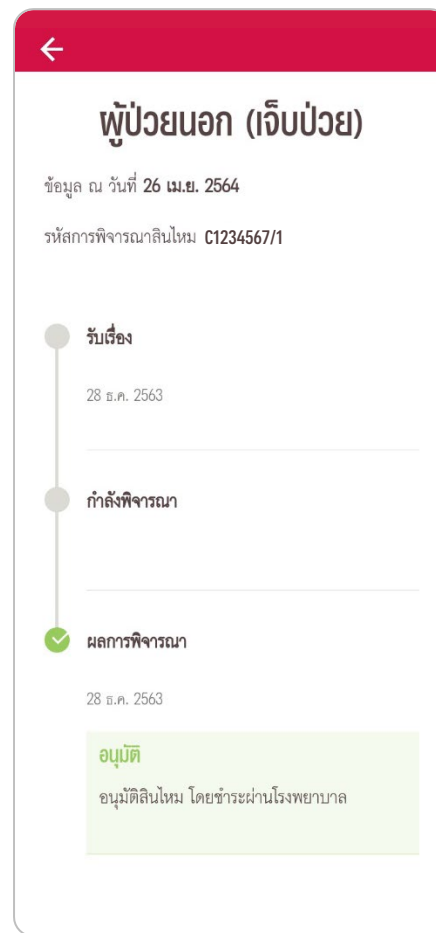 ผู้ป่วยนอก (เจ็บป่วย)
ข้อมูล ณ วันที่ 26 เม.ย. 2564
รหัสการพิจารณาสินไหม C1234567/1
รับเรื่อง
28 ธ.ค. 2563
กำลังพิจารณา
ผลการพิจารณา
28 ธ.ค. 2563
อนุมัติ
อนุมัติสินไหม โดยชำระผ่านโรงพยาบาล